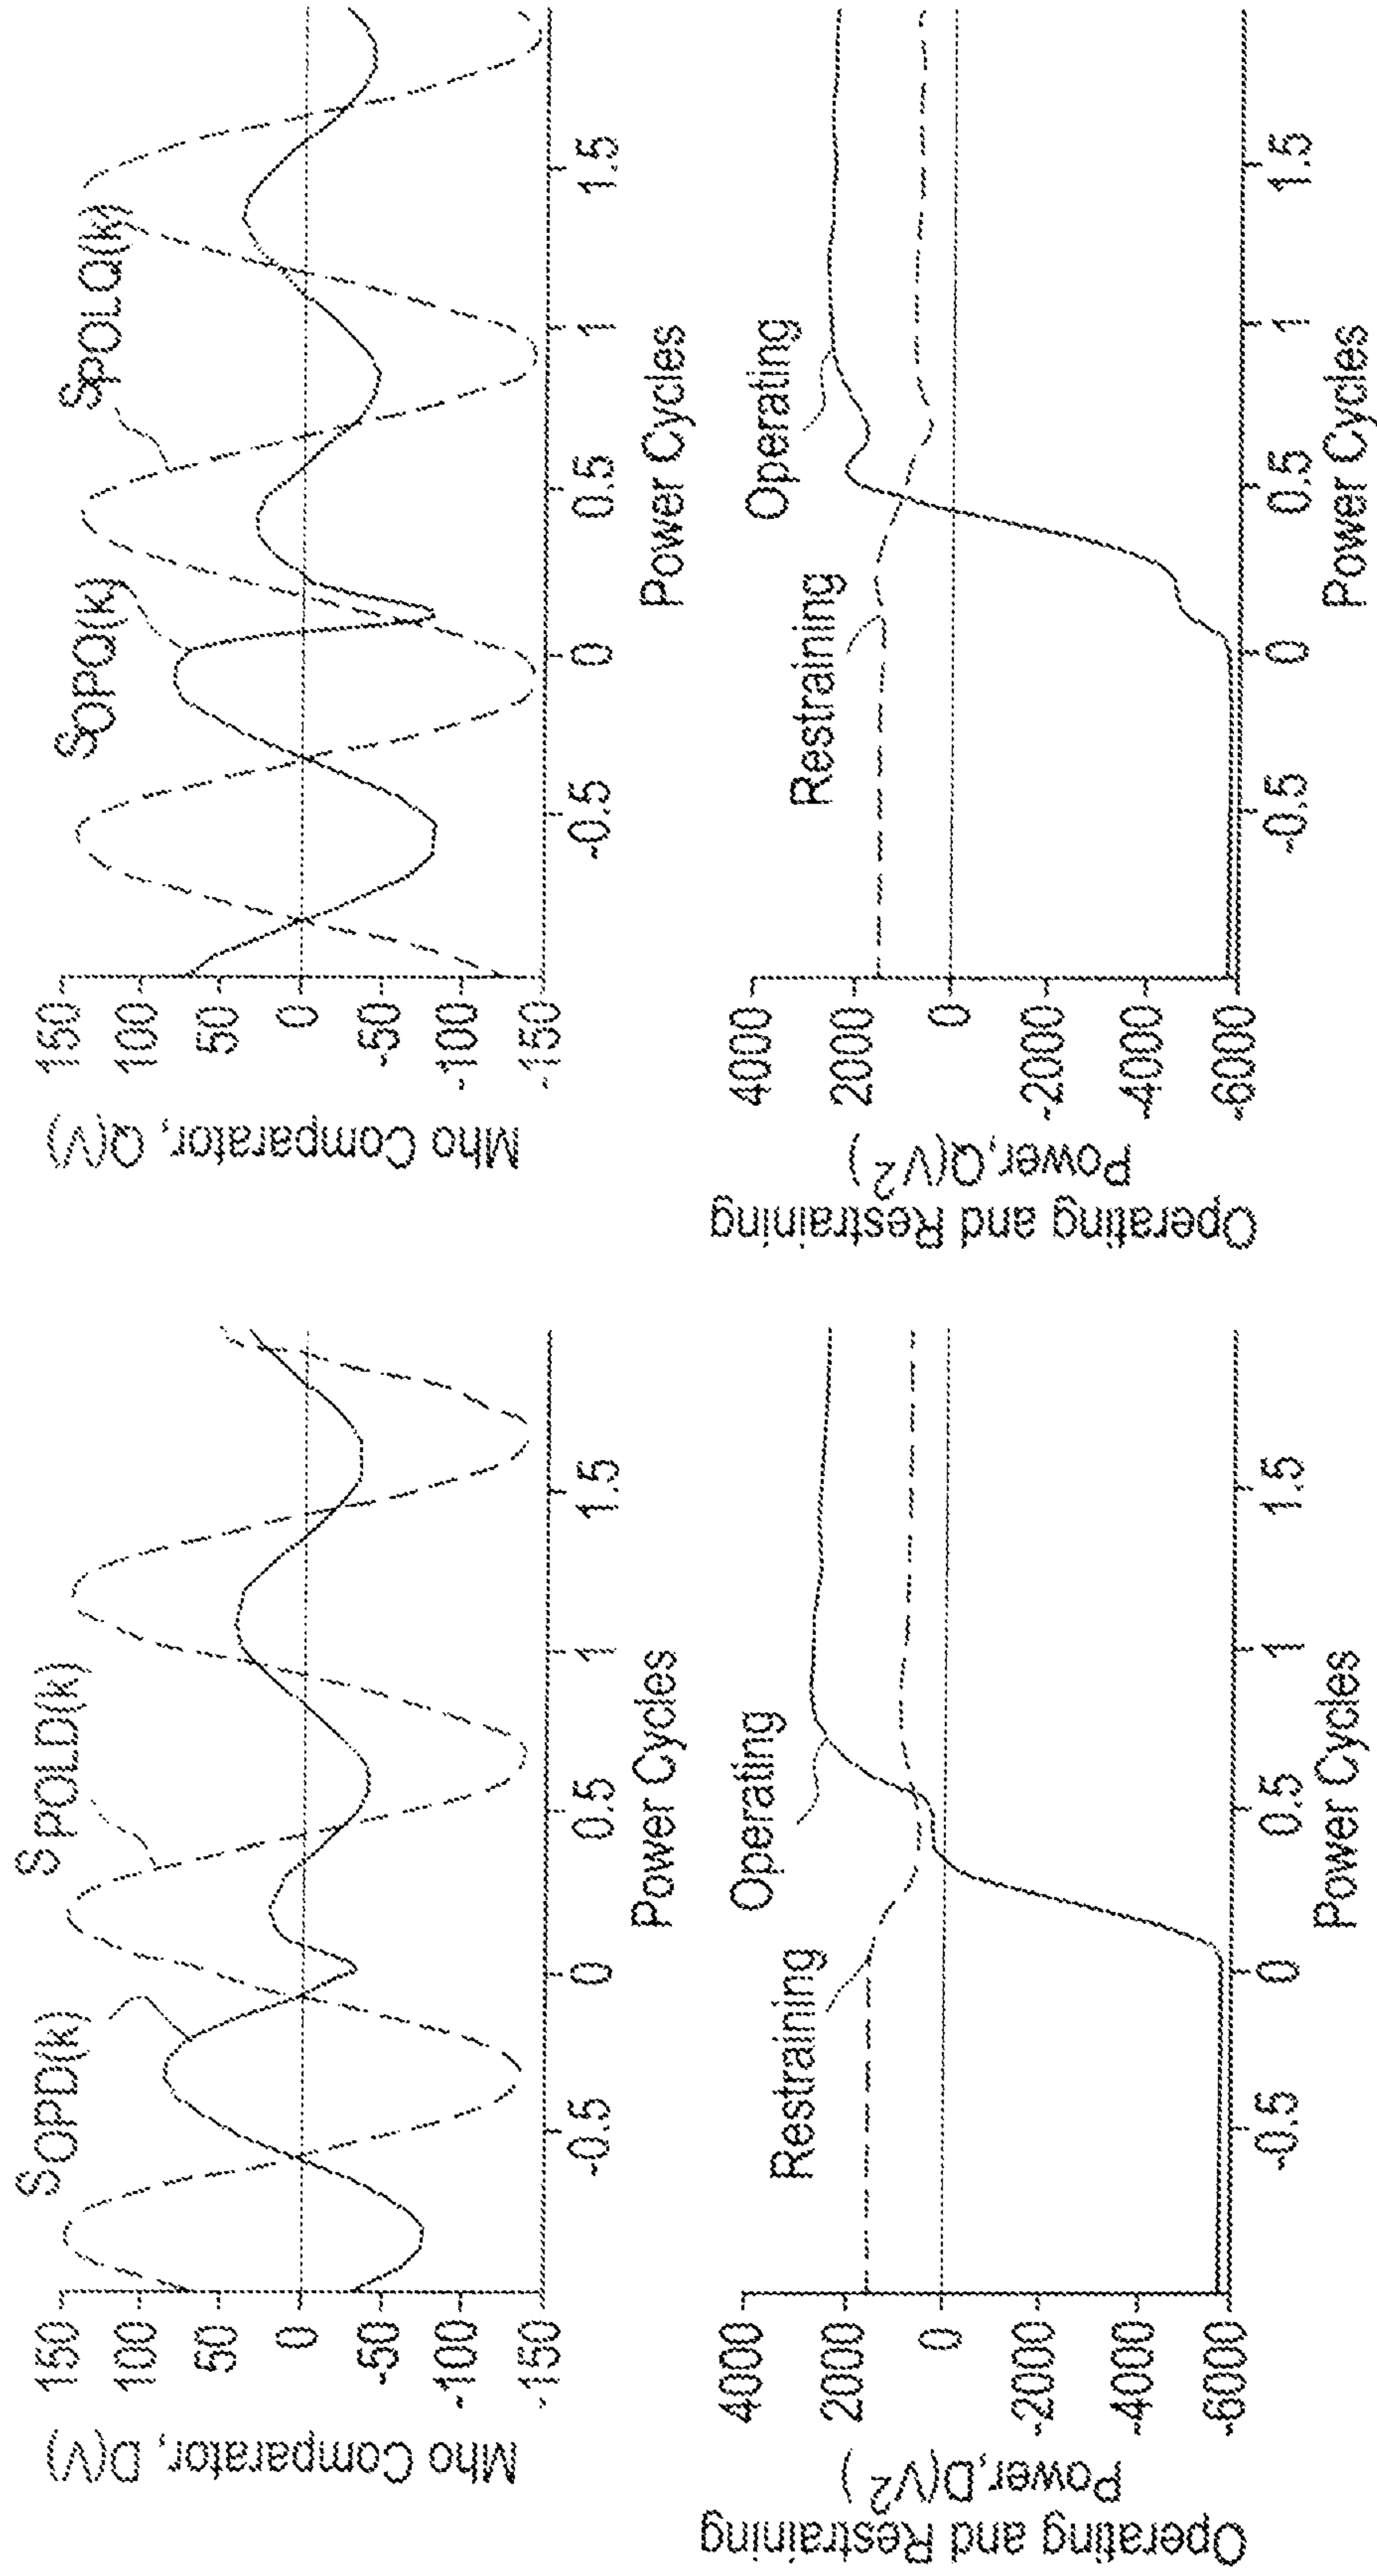 Mho Comparator, D(V)
150
100
50
0
-50
-100
-150
SOPD(k)
SPOLD(k)
-0.5
0
0.5
1
1.5
Power Cycles
Mho Comparator, Q(V)
150
100
50
0
-50
-100
-150
SOPQ(k)
SPOLQ(k)
-0.5
0
0.5
1
1.5
Power Cycles
Operating and Restraining
Power,D(V2)
4000
2000
0
-2000
-4000
-6000
Restraining
Operating
-0.5
0
0.5
1
1.5
Power Cycles
Operating and Restraining
Power,Q(V2)
4000
2000
0
-2000
-4000
-6000
Restraining
Operating
-0.5
0
0.5
1
1.5
Power Cycles